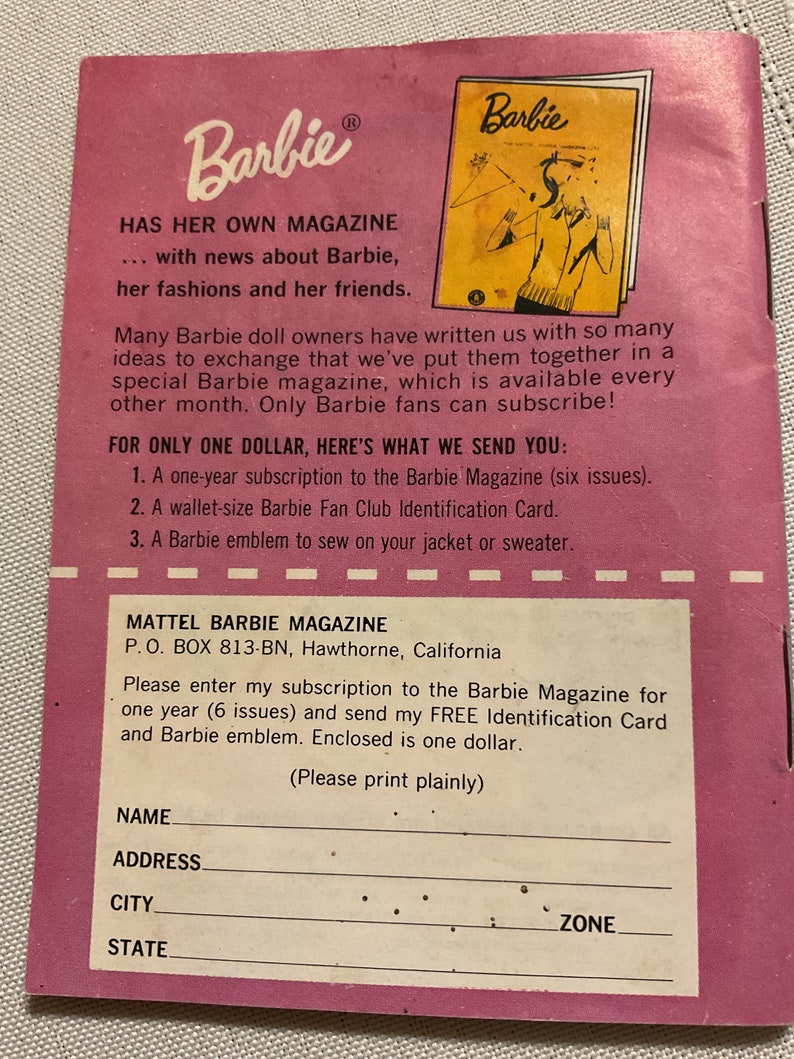 Barbie®
HAS HER OWN MAGAZINE
... with news about Barbie,
her fashions and her friends.
Barbie
Many Barbie doll owners have written us with so many
ideas to exchange that we've put them together in a
special Barbie magazine, which is available every
other month. Only Barbie fans can subscribe!
FOR ONLY ONE DOLLAR, HERE'S WHAT WE SEND YOU:
1. A one-year subscription to the Barbie Magazine (six issues).
2. A wallet-size Barbie Fan Club Identification Card.
3. A Barbie emblem to sew on your jacket or sweater.
MATTEL BARBIE MAGAZINE
P.O. BOX 813-BN, Hawthorne, California
Please enter my subscription to the Barbie Magazine for
one year (6 issues) and send my FREE Identification Card
and Barbie emblem. Enclosed is one dollar.
(Please print plainly)
NAME
ADDRESS
CITY ZONE
STATE